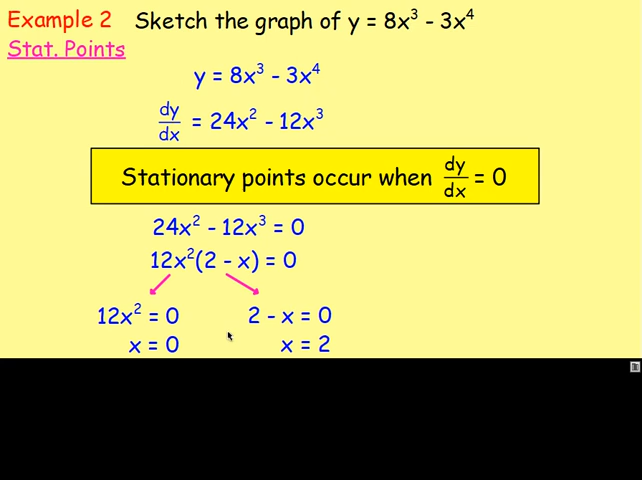 Example 2 Sketch the graph of y = 8x³ - 3x⁴
Stat. Points
y = 8x³ - 3x⁴
dy/dx = 24x² - 12x³
Stationary points occur when dy/dx = 0
24x² - 12x³ = 0
12x²(2 - x) = 0
12x² = 0 2 - x = 0
x = 0 x = 2